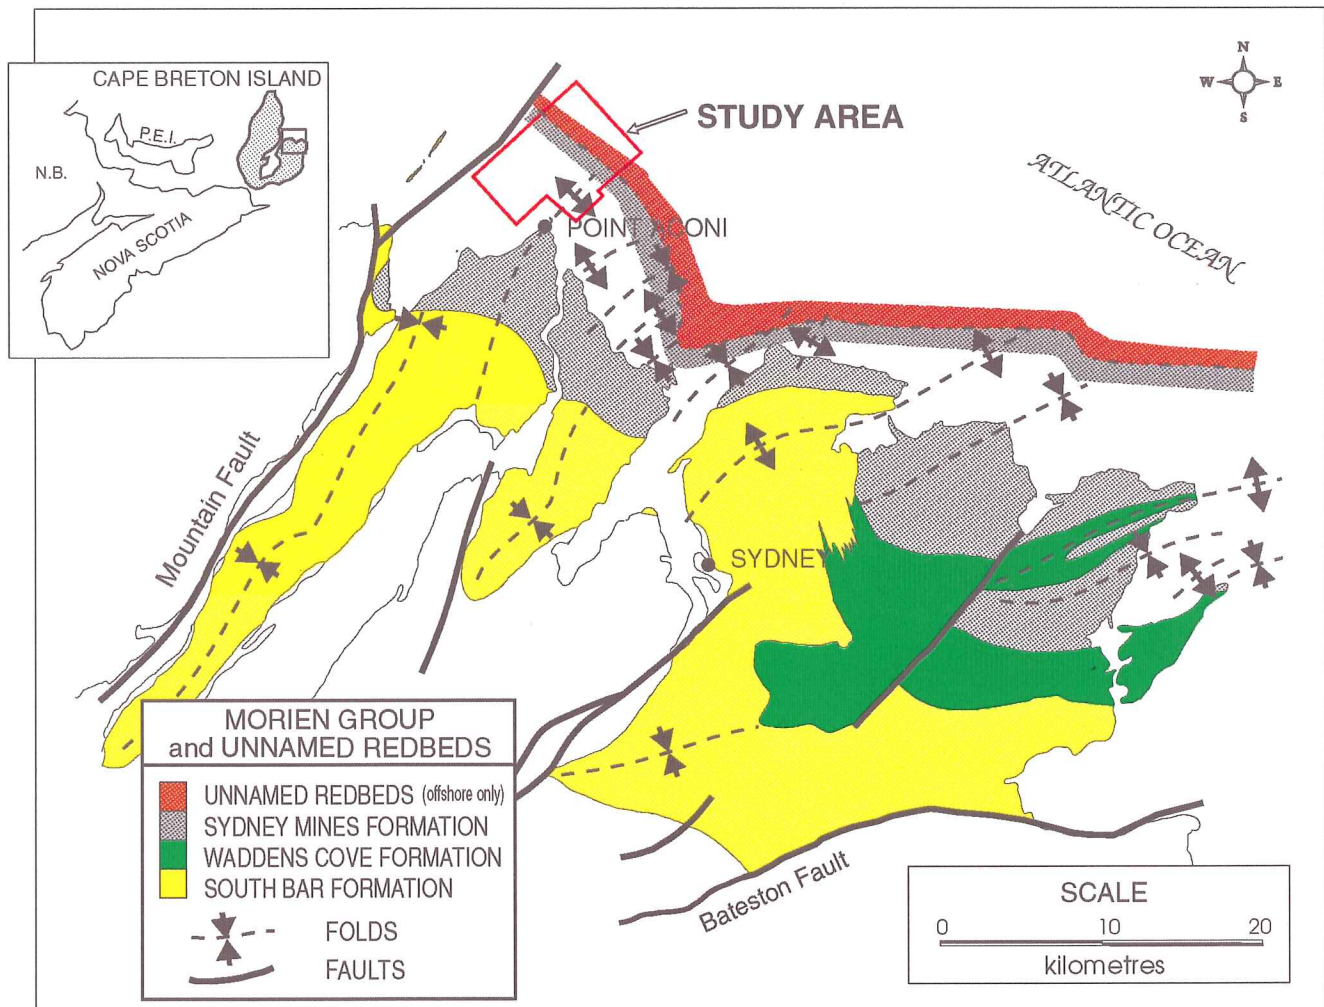 CAPE BRETON ISLAND
P.E.I.
N.B.
NOVA SCOTIA
STUDY AREA
N
W E
S
ATLANTIC OCEAN
POINT ACONI
Mountain Fault
SYDNEY
Bateston Fault
MORIEN GROUP
and UNNAMED REDBEDS
UNNAMED REDBEDS (offshore only)
SYDNEY MINES FORMATION
WADDENS COVE FORMATION
SOUTH BAR FORMATION
FOLDS
FAULTS
SCALE
0 10 20
kilometres